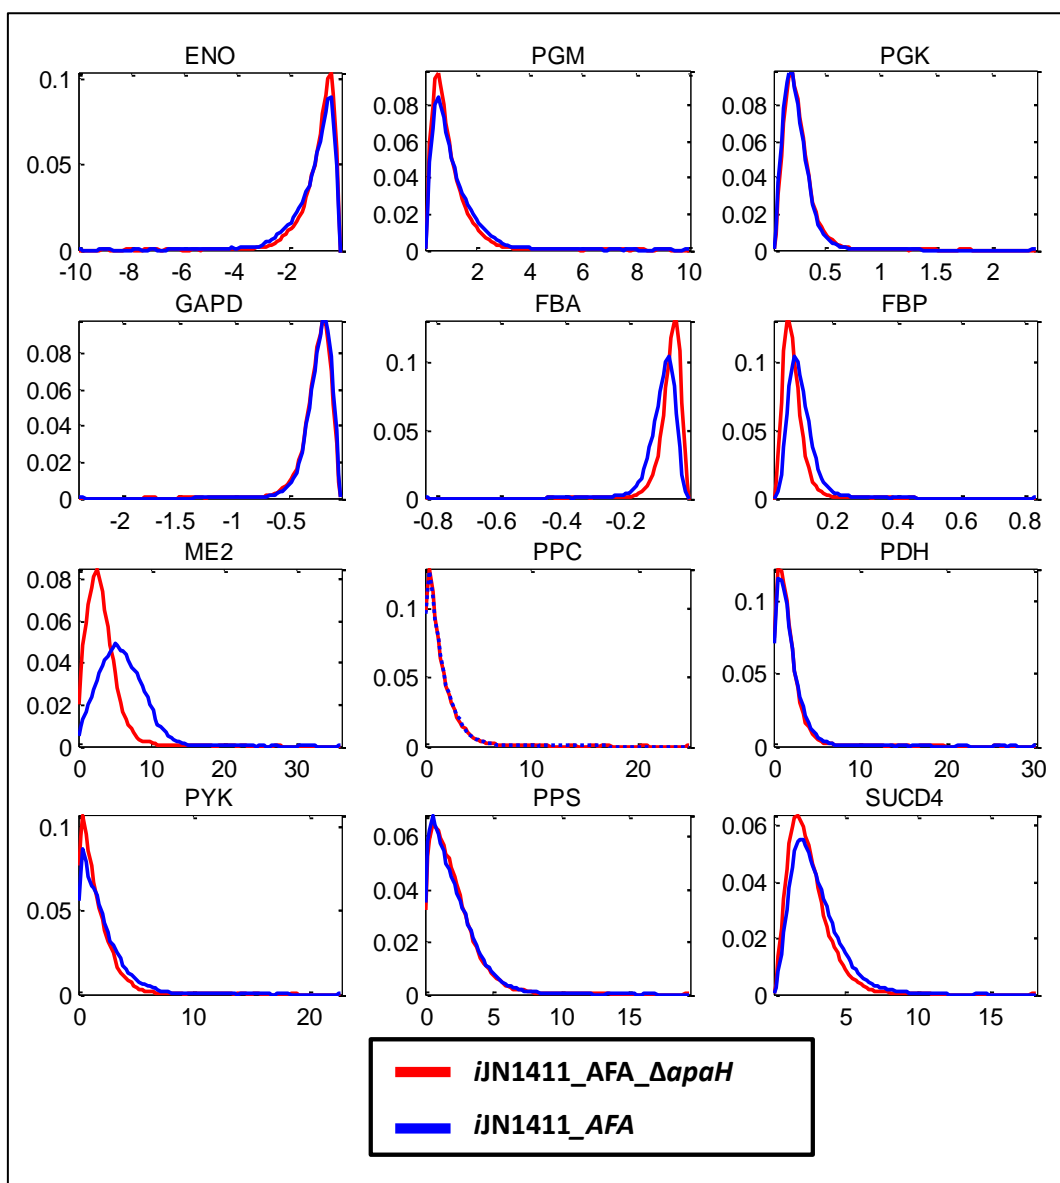 ENO PGM PGK
0.1 0.08 0.08
0.06 0.06
0.05 0.04 0.04
0.02 0.02
0 0 0
-10 -8 -6 -4 -2 2 4 6 8 10 0.5 1 1.5 2
GAPD FBA FBP
0.08 0.1 0.1
0.06
0.04 0.05 0.05
0.02
0 0 0
-2 -1.5 -1 -0.5 -0.8 -0.6 -0.4 -0.2 0.2 0.4 0.6 0.8
ME2 PPC PDH
0.08 0.1 0.1
0.06
0.04 0.05 0.05
0.02
0 0 0
0 10 20 30 0 10 20 0 10 20 30
PYK PPS SUCD4
0.1 0.06 0.06
0.04 0.04
0.05 0.02 0.02
0 0 0
0 10 20 0 5 10 15 5 10 15
iJN1411_AFA_ΔapaH
iJN1411_AFA